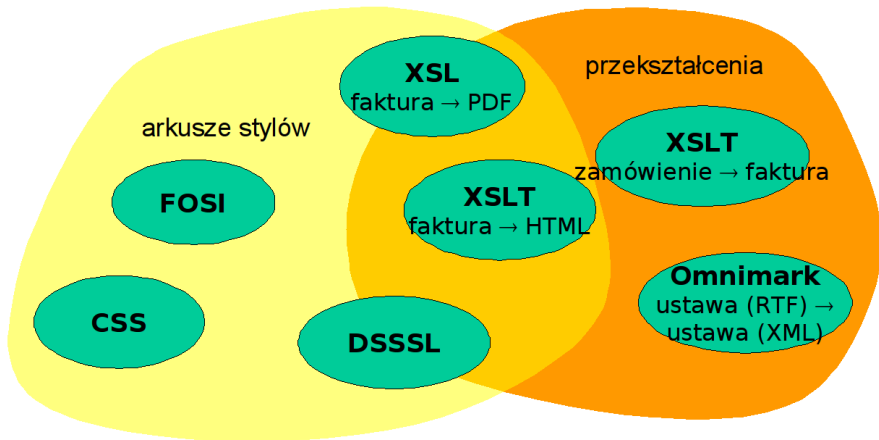 XSL
faktura → PDF
przekształcenia
arkusze stylów
XSLT
zamówienie → faktura
FOSI
XSLT
faktura → HTML
Omnimark
ustawa (RTF) →
ustawa (XML)
CSS
DSSSL